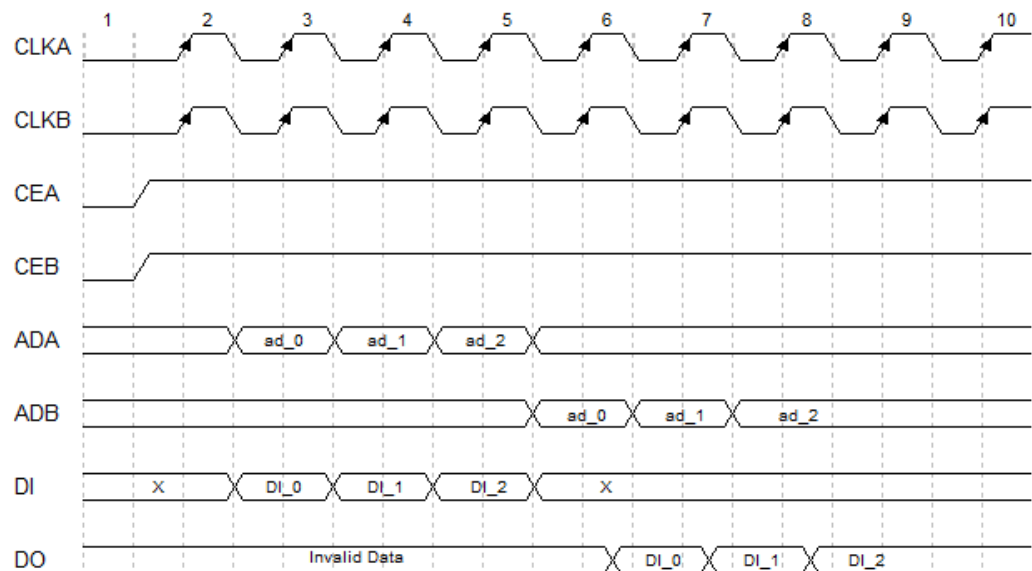 1 2 3 4 5 6 7 8 9 10
CLKA
CLKB
CEA
CEB
ADA ad_0 ad_1 ad_2
ADB ad_0 ad_1 ad_2
DI X DI_0 DI_1 DI_2 X
DO Invalid Data DI_0 DI_1 DI_2